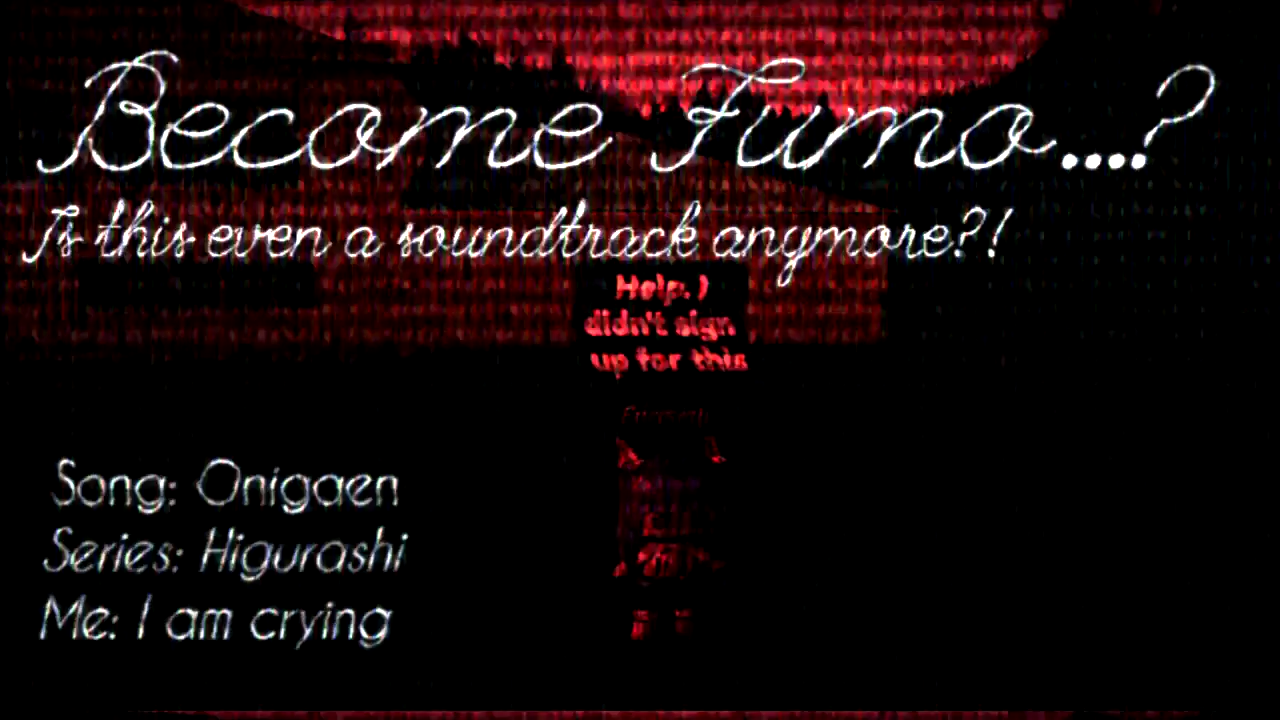 Become Fumo....?
Is this even a soundtrack anymore?!
Help. I
didn't sign
up for this
Song: Onigaen
Series: Higurashi
Me: I am crying